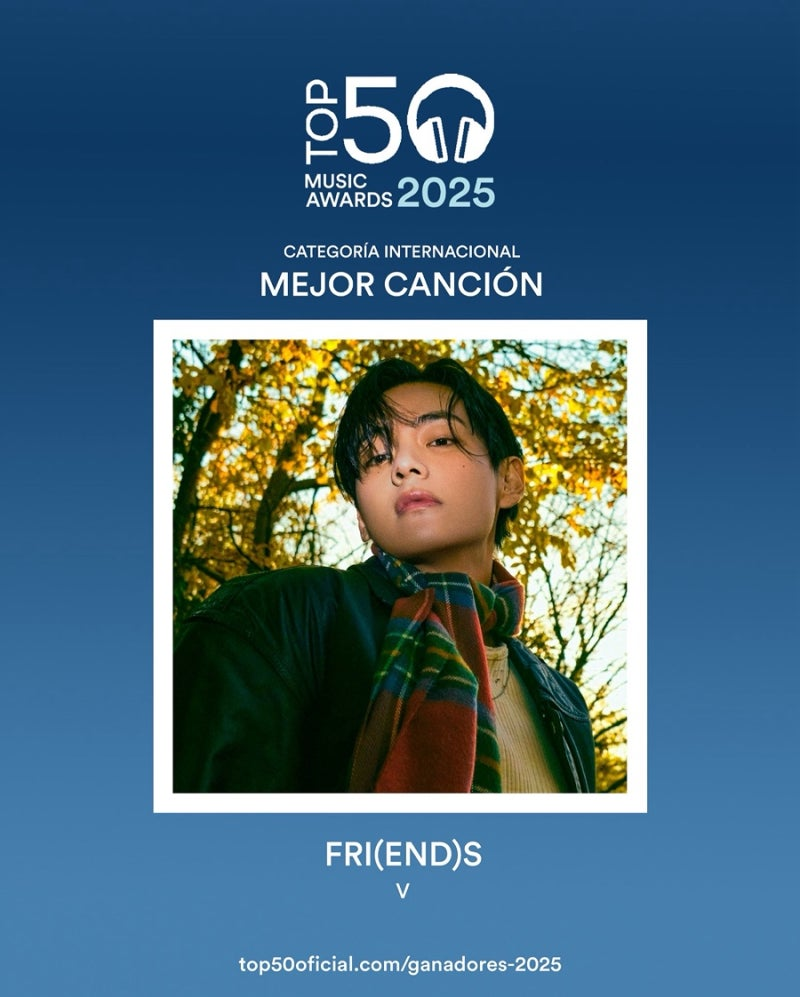 TOP 50
MUSIC
AWARDS 2025
CATEGORÍA INTERNACIONAL
MEJOR CANCIÓN
FRI(END)S
V
top50oficial.com/ganadores-2025